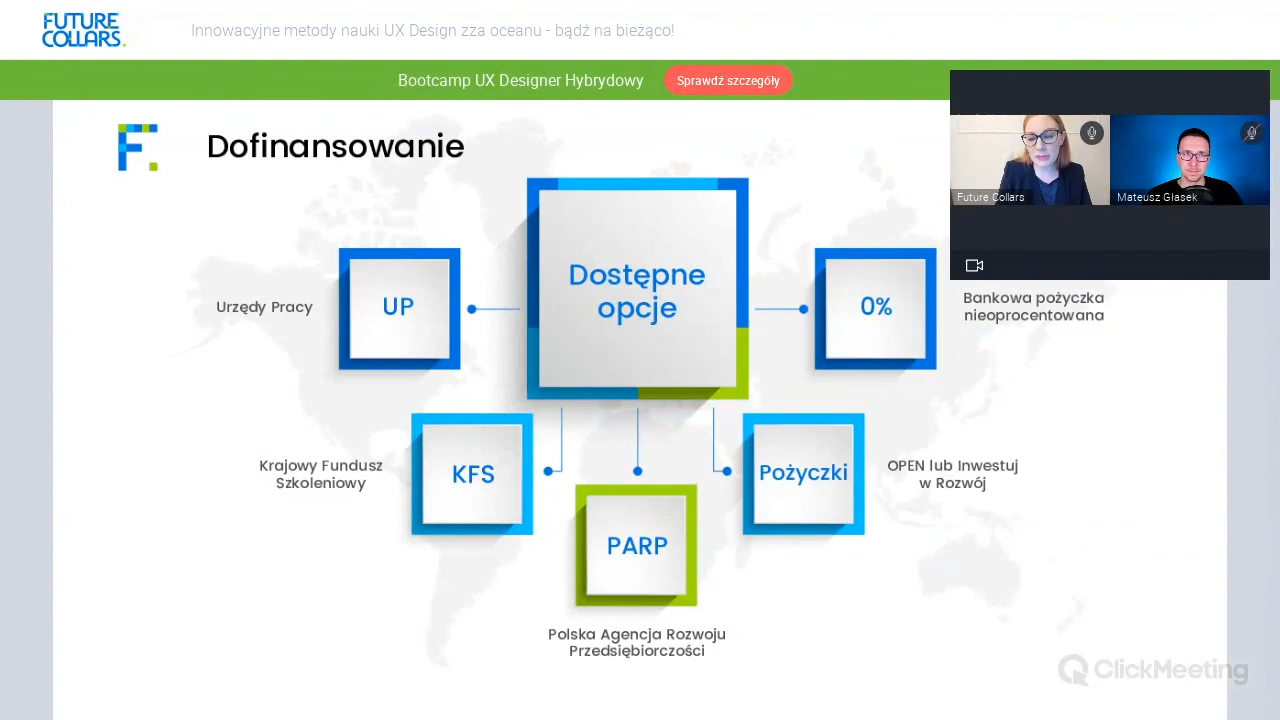 FUTURE
COLLARS.
Innowacyjne metody nauki UX Design zza oceanu - bądź na bieżąco!
Bootcamp UX Designer Hybrydowy
Sprawdź szczegóły
F.
Dofinansowanie
Future Collars
Mateusz Głasek
Dostępne
opcje
Urzędy Pracy
UP
0%
Bankowa pożyczka
nieoprocentowana
Krajowy Fundusz
Szkoleniowy
KFS
Pożyczki
OPEN lub Inwestuj
w Rozwój
PARP
Polska Agencja Rozwoju
Przedsiębiorczości
ClickMeeting